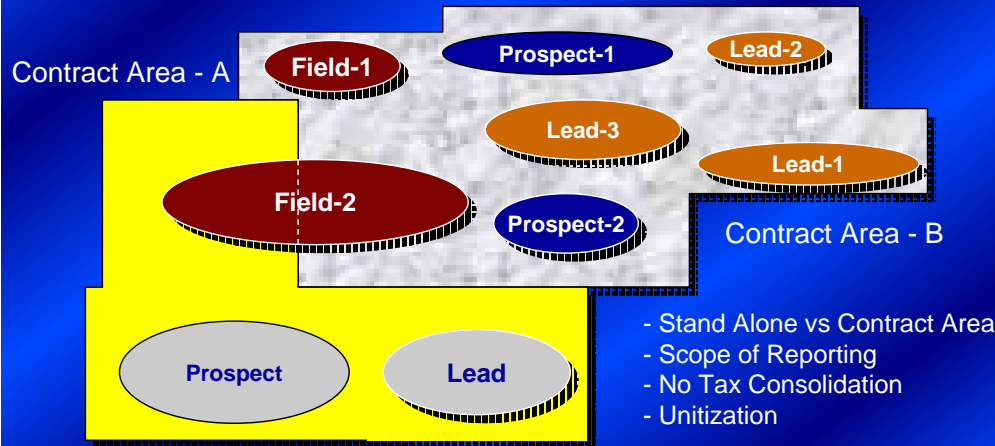 Contract Area - A
Field-1
Prospect-1
Lead-2
Lead-3
Lead-1
Field-2
Prospect-2
Contract Area - B
Prospect
Lead
- Stand Alone vs Contract Area
- Scope of Reporting
- No Tax Consolidation
- Unitization